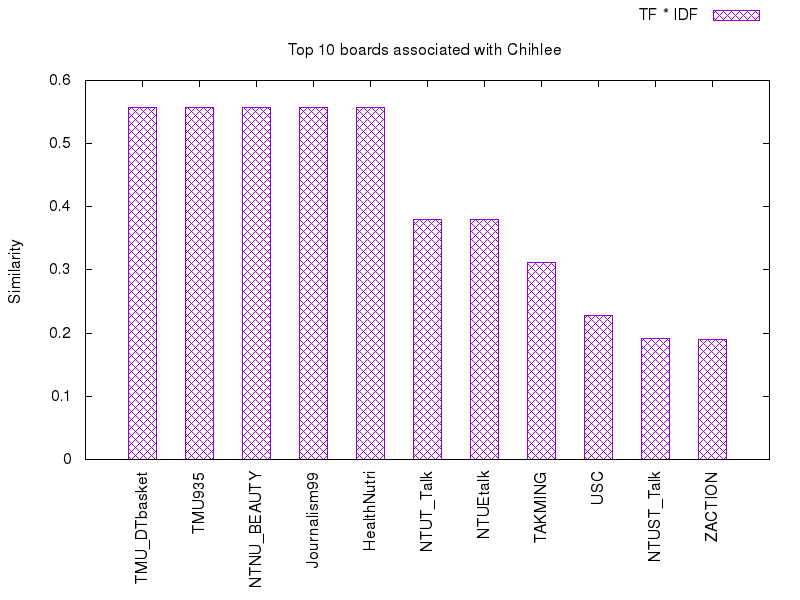 TF * IDF
Top 10 boards associated with Chihlee
Similarity
0.6
0.5
0.4
0.3
0.2
0.1
0
TMU_DTbasket
TMU935
NTNU_BEAUTY
Journalism99
HealthNutri
NTUT_Talk
NTUEtalk
TAKMING
USC
NTUST_Talk
ZACTION